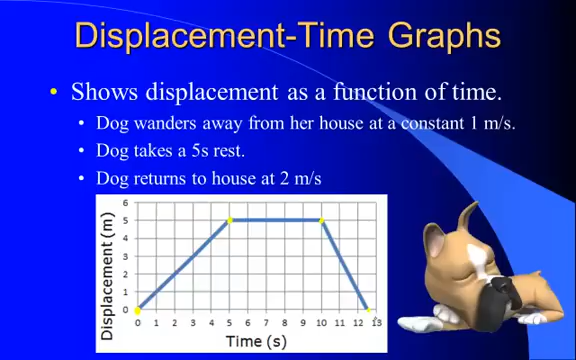 Displacement-Time Graphs
• Shows displacement as a function of time.
• Dog wanders away from her house at a constant 1 m/s.
• Dog takes a 5s rest.
• Dog returns to house at 2 m/s
Displacement (m)
6
5
4
3
2
1
0
0 1 2 3 4 5 6 7 8 9 10 11 12 13
Time (s)